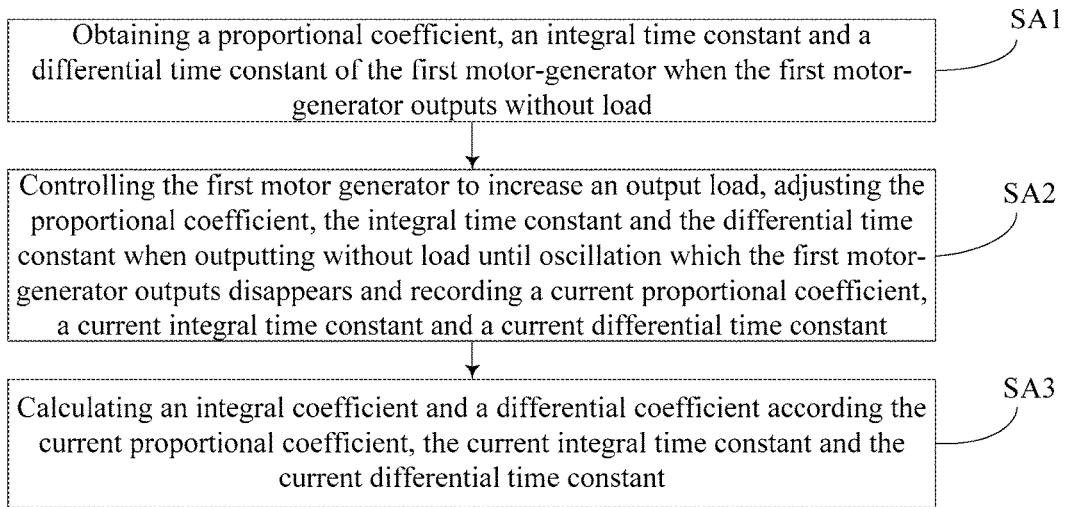 SA1
Obtaining a proportional coefficient, an integral time constant and a
differential time constant of the first motor-generator when the first motor-
generator outputs without load
SA2
Controlling the first motor generator to increase an output load, adjusting the
proportional coefficient, the integral time constant and the differential time
constant when outputting without load until oscillation which the first motor-
generator outputs disappears and recording a current proportional coefficient,
a current integral time constant and a current differential time constant
SA3
Calculating an integral coefficient and a differential coefficient according the
current proportional coefficient, the current integral time constant and the
current differential time constant